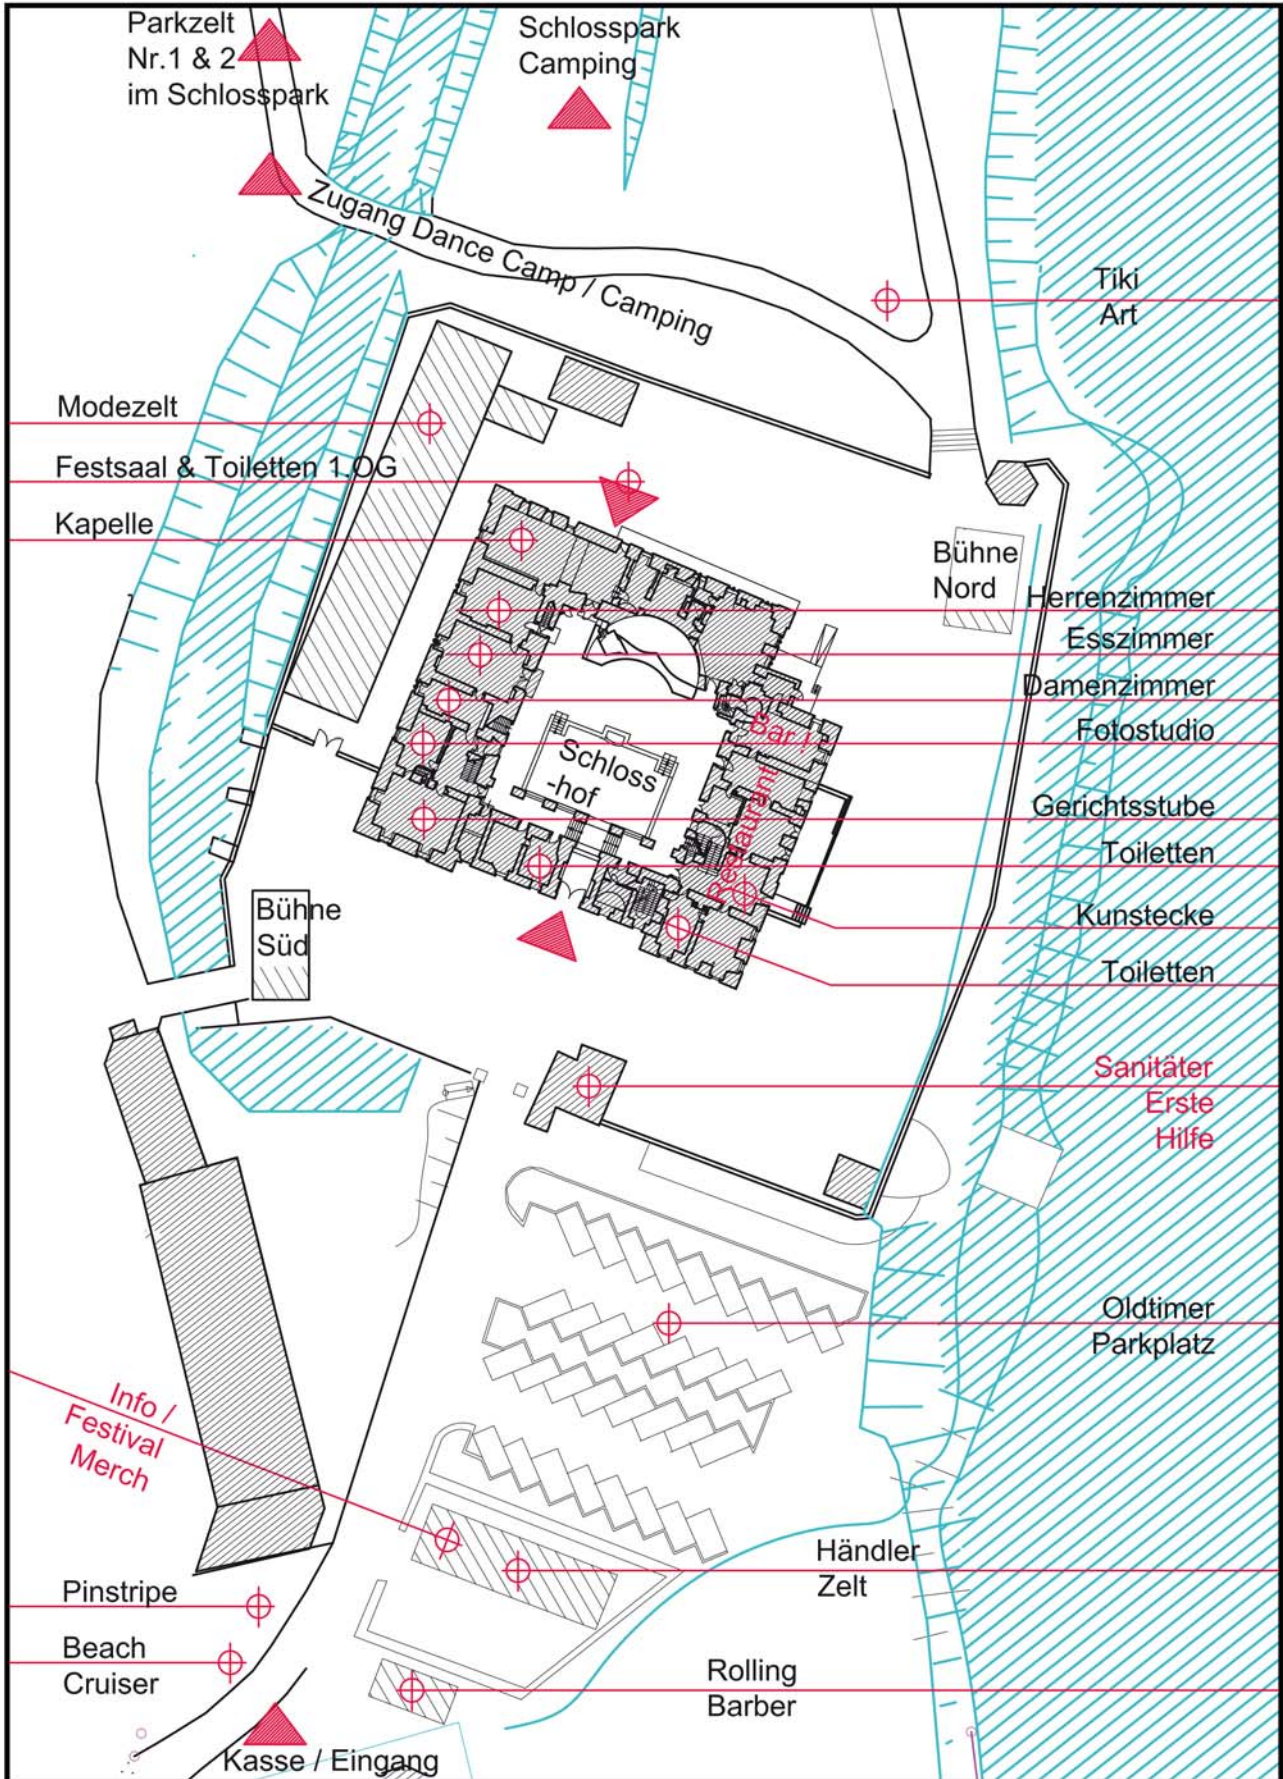 Parkzelt
Nr.1 & 2
im Schlosspark
Schlosspark
Camping
Zugang Dance Camp / Camping
Tiki
Art
Modezelt
Festsaal & Toiletten 1.OG
Kapelle
Bühne
Nord
Herrenzimmer
Esszimmer
Damenzimmer
Fotostudio
Bar !
Restaurant
Schloss
-hof
Gerichtsstube
Toiletten
Kunstecke
Toiletten
Bühne
Süd
Sanitäter
Erste
Hilfe
Oldtimer
Parkplatz
Info /
Festival
Merch
Händler
Zelt
Pinstripe
Beach
Cruiser
Rolling
Barber
Kasse / Eingang